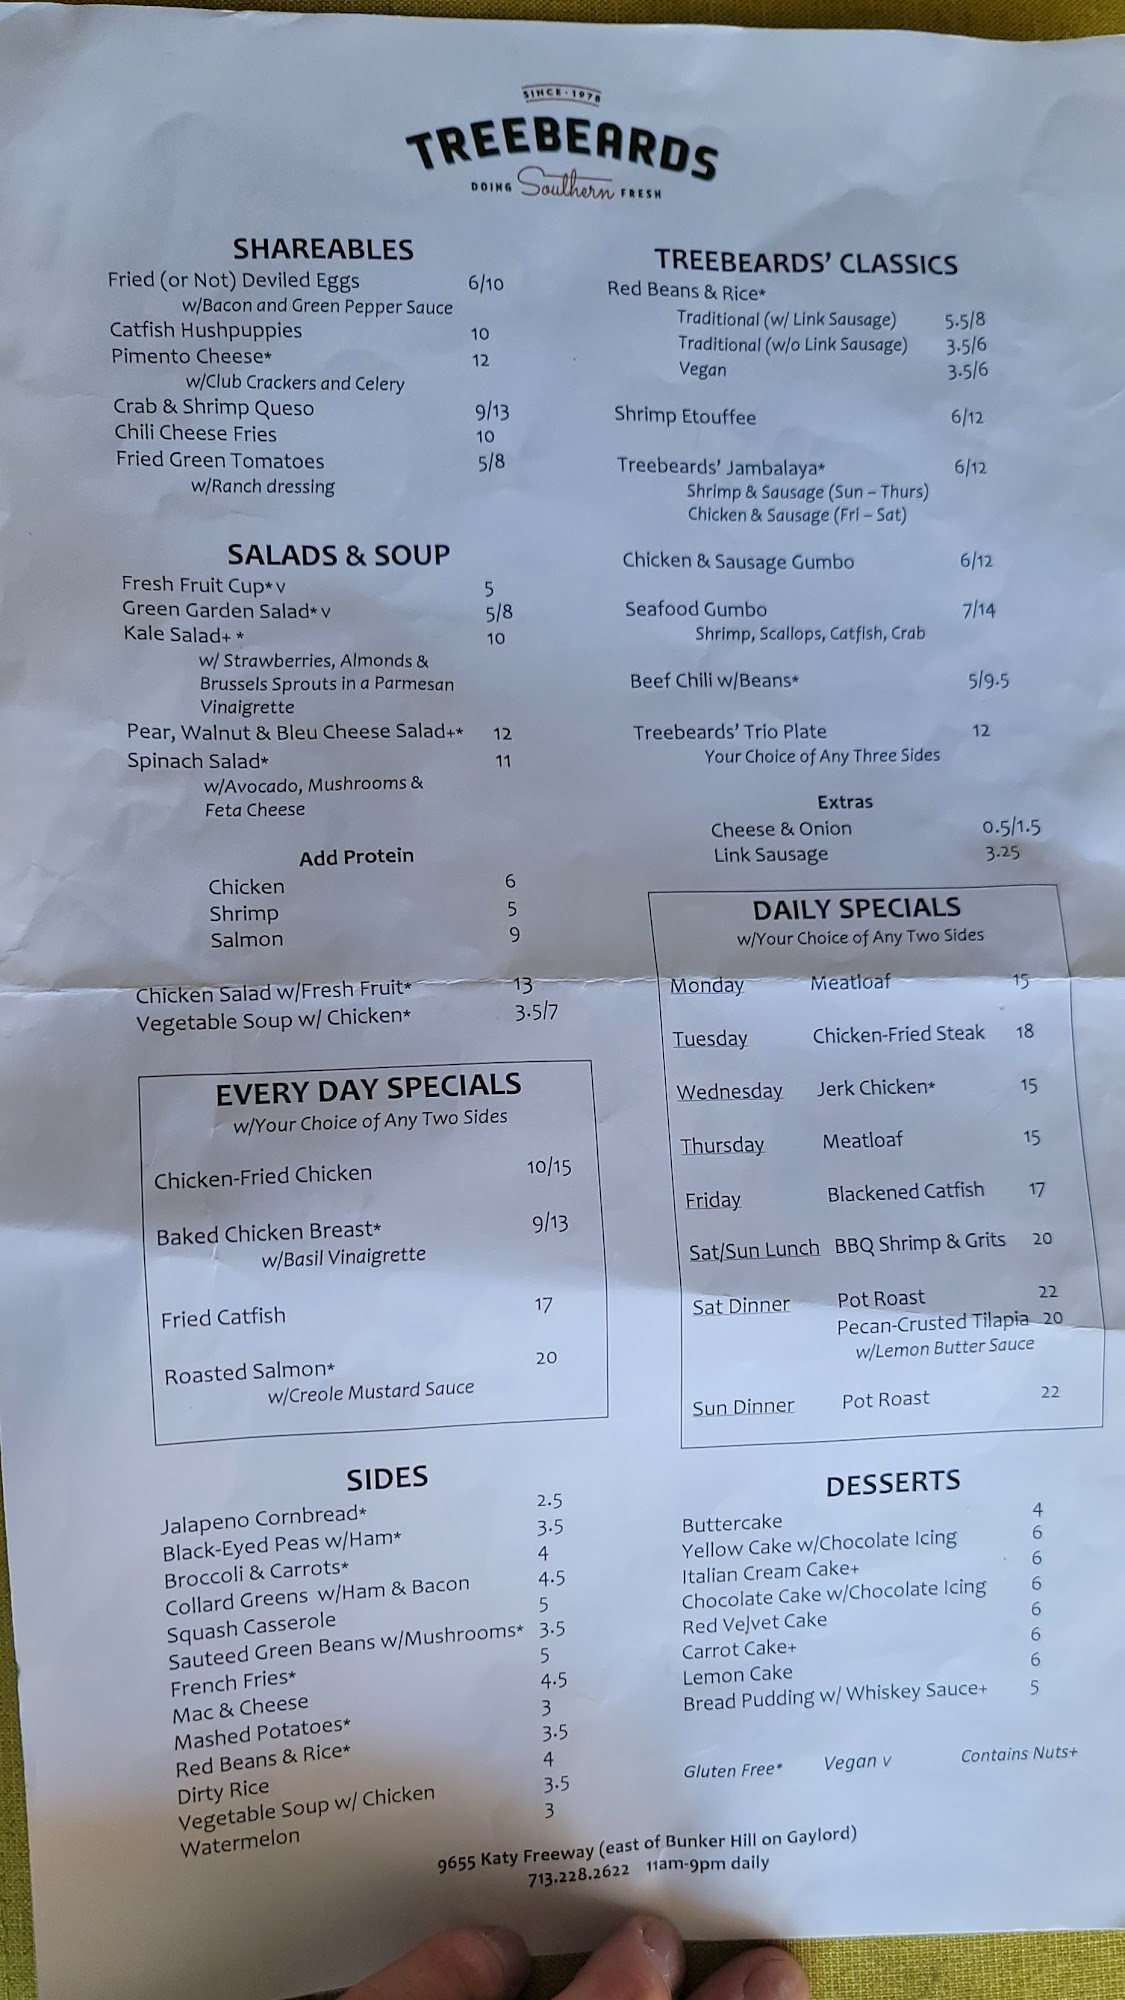 SINCE · 1978
TREEBEARDS
DOING Southern FRESH
SHAREABLES
Fried (or Not) Deviled Eggs 6/10
w/Bacon and Green Pepper Sauce
Catfish Hushpuppies 10
Pimento Cheese* 12
w/Club Crackers and Celery
Crab & Shrimp Queso 9/13
Chili Cheese Fries 10
Fried Green Tomatoes 5/8
w/Ranch dressing
SALADS & SOUP
Fresh Fruit Cup* v 5
Green Garden Salad* v 5/8
Kale Salad+ * 10
w/ Strawberries, Almonds &
Brussels Sprouts in a Parmesan
Vinaigrette
Pear, Walnut & Bleu Cheese Salad+* 12
Spinach Salad* 11
w/Avocado, Mushrooms &
Feta Cheese
Add Protein
Chicken 6
Shrimp 5
Salmon 9
Chicken Salad w/Fresh Fruit* 13
Vegetable Soup w/ Chicken* 3.5/7
EVERY DAY SPECIALS
w/Your Choice of Any Two Sides
Chicken-Fried Chicken 10/15
Baked Chicken Breast* 9/13
w/Basil Vinaigrette
Fried Catfish 17
Roasted Salmon* 20
w/Creole Mustard Sauce
SIDES
Jalapeno Cornbread* 2.5
Black-Eyed Peas w/Ham* 3.5
Broccoli & Carrots* 4
Collard Greens w/Ham & Bacon 4.5
Squash Casserole 5
Sauteed Green Beans w/Mushrooms* 3.5
French Fries* 5
Mac & Cheese 4.5
Mashed Potatoes* 3
Red Beans & Rice* 3.5
Dirty Rice 4
Vegetable Soup w/ Chicken 3.5
Watermelon 3
TREEBEARDS' CLASSICS
Red Beans & Rice*
Traditional (w/ Link Sausage) 5.5/8
Traditional (w/o Link Sausage) 3.5/6
Vegan 3.5/6
Shrimp Etouffee 6/12
Treebeards' Jambalaya* 6/12
Shrimp & Sausage (Sun – Thurs)
Chicken & Sausage (Fri – Sat)
Chicken & Sausage Gumbo 6/12
Seafood Gumbo 7/14
Shrimp, Scallops, Catfish, Crab
Beef Chili w/Beans* 5/9.5
Treebeards' Trio Plate 12
Your Choice of Any Three Sides
Extras
Cheese & Onion 0.5/1.5
Link Sausage 3.25
DAILY SPECIALS
w/Your Choice of Any Two Sides
Monday Meatloaf 15
Tuesday Chicken-Fried Steak 18
Wednesday Jerk Chicken* 15
Thursday Meatloaf 15
Friday Blackened Catfish 17
Sat/Sun Lunch BBQ Shrimp & Grits 20
Sat Dinner Pot Roast 22
Pecan-Crusted Tilapia 20
w/Lemon Butter Sauce
Sun Dinner Pot Roast 22
DESSERTS
Buttercake 4
Yellow Cake w/Chocolate Icing 6
Italian Cream Cake+ 6
Chocolate Cake w/Chocolate Icing 6
Red Velvet Cake 6
Carrot Cake+ 6
Lemon Cake 6
Bread Pudding w/ Whiskey Sauce+ 5
Gluten Free* Vegan v Contains Nuts+
9655 Katy Freeway (east of Bunker Hill on Gaylord)
713.228.2622 11am-9pm daily